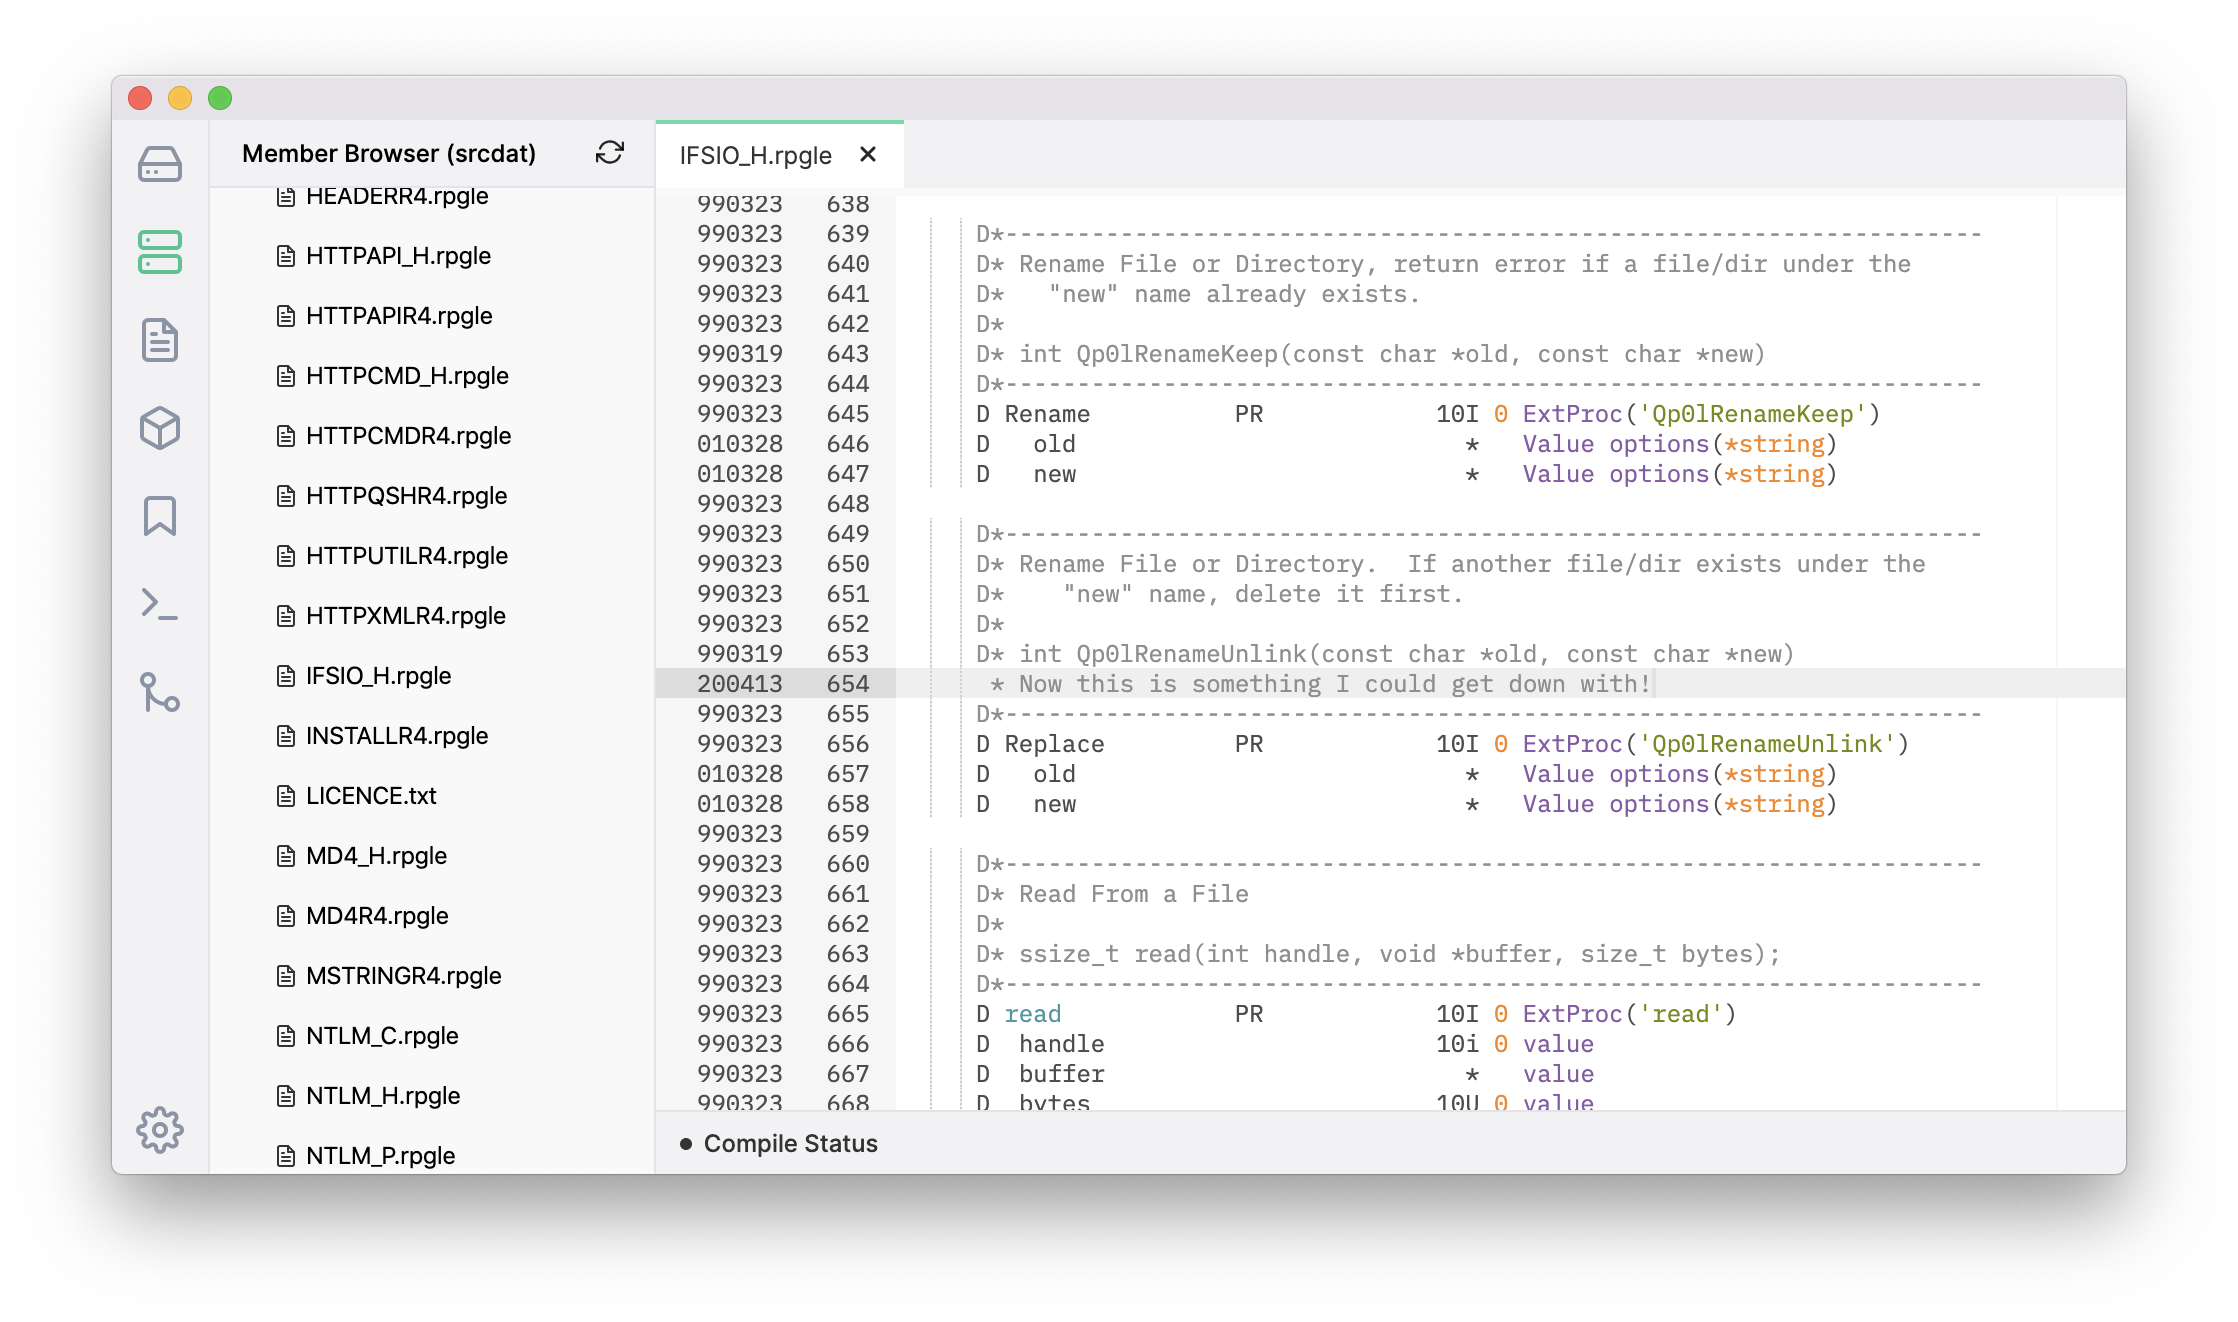 Member Browser (srcdat)
HEADERR4.rpgle
HTTPAPI_H.rpgle
HTTPAPIR4.rpgle
HTTPCMD_H.rpgle
HTTPCMDR4.rpgle
HTTPQSHR4.rpgle
HTTPUTILR4.rpgle
HTTPXMLR4.rpgle
IFSIO_H.rpgle
INSTALLR4.rpgle
LICENCE.txt
MD4_H.rpgle
MD4R4.rpgle
MSTRINGR4.rpgle
NTLM_C.rpgle
NTLM_H.rpgle
NTLM_P.rpgle
IFSIO_H.rpgle ×
990323 638
990323 639 D*--------------------------------------------------------------------
990323 640 D* Rename File or Directory, return error if a file/dir under the
990323 641 D*   "new" name already exists.
990323 642 D*
990319 643 D* int Qp0lRenameKeep(const char *old, const char *new)
990323 644 D*--------------------------------------------------------------------
990323 645 D Rename          PR            10I 0 ExtProc('Qp0lRenameKeep')
010328 646 D   old                           *   Value options(*string)
010328 647 D   new                           *   Value options(*string)
990323 648
990323 649 D*--------------------------------------------------------------------
990323 650 D* Rename File or Directory.  If another file/dir exists under the
990323 651 D*    "new" name, delete it first.
990323 652 D*
990319 653 D* int Qp0lRenameUnlink(const char *old, const char *new)
200413 654  * Now this is something I could get down with!
990323 655 D*--------------------------------------------------------------------
990323 656 D Replace         PR            10I 0 ExtProc('Qp0lRenameUnlink')
010328 657 D   old                           *   Value options(*string)
010328 658 D   new                           *   Value options(*string)
990323 659
990323 660 D*--------------------------------------------------------------------
990323 661 D* Read From a File
990323 662 D*
990323 663 D* ssize_t read(int handle, void *buffer, size_t bytes);
990323 664 D*--------------------------------------------------------------------
990323 665 D read            PR            10I 0 ExtProc('read')
990323 666 D  handle                       10i 0 value
990323 667 D  buffer                         *   value
990323 668 D  bytes                        10U 0 value
● Compile Status